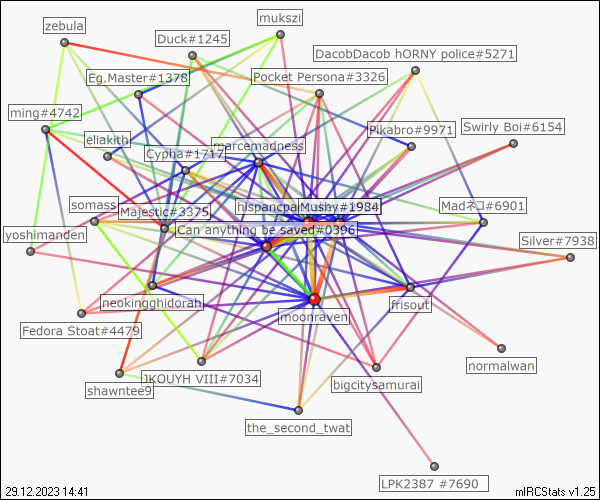 mukszi
zebula
Duck#1245
DacobDacob hORNY police#5271
Eg.Master#1378
Pocket Persona#3326
ming#4742
Pikabro#9971
Swirly Boi#6154
eliakith
marcemadness
Cypha#1717
somass
Majestic#3375
hispancpa
Mushy#1984
Madネコ#6901
yoshimanden
Can anything be saved#0396
Silver#7938
neokingghidorah
frisout
moonraven
Fedora Stoat#4479
normalwan
JKOUYH VIII#7034
bigcitysamurai
shawntee9
the_second_twat
LPK2387 #7690
29.12.2023 14:41
mIRCStats v1.25